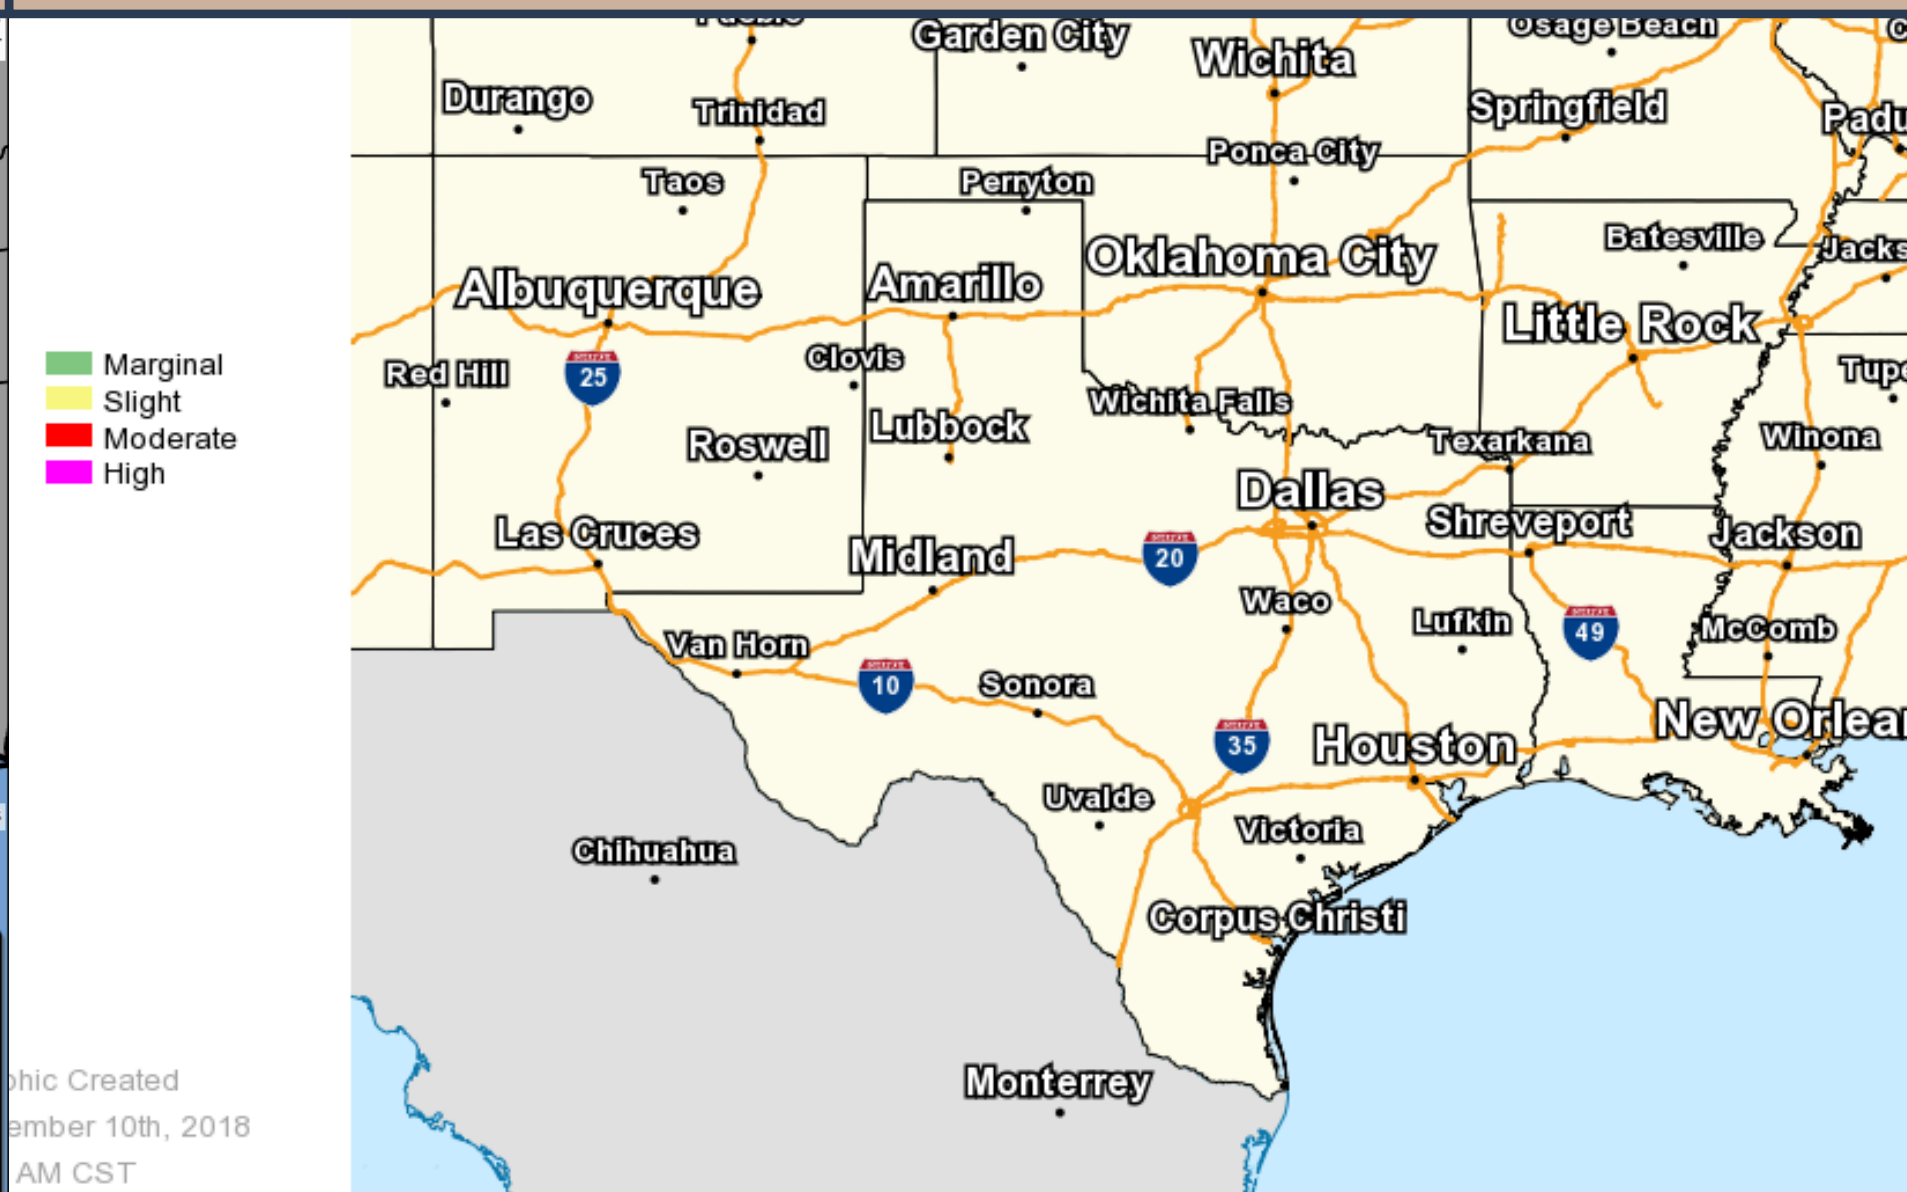 Marginal
Slight
Moderate
High
Created
10th, 2018
AM CST
Garden City
Osage Beach
Wichita
Durango
Trinidad
Springfield
Ponca City
Taos
Perryton
Batesville
Oklahoma City
Albuquerque
Amarillo
Little Rock
Clovis
Red Hill
25
Wichita Falls
Lubbock
Roswell
Texarkana
Winona
Dallas
Shreveport
Las Cruces
Jackson
Midland
20
Waco
Lufkin
49
McComb
Van Horn
10
Sonora
35
Houston
New
Uvalde
Victoria
Chihuahua
Corpus Christi
Monterrey